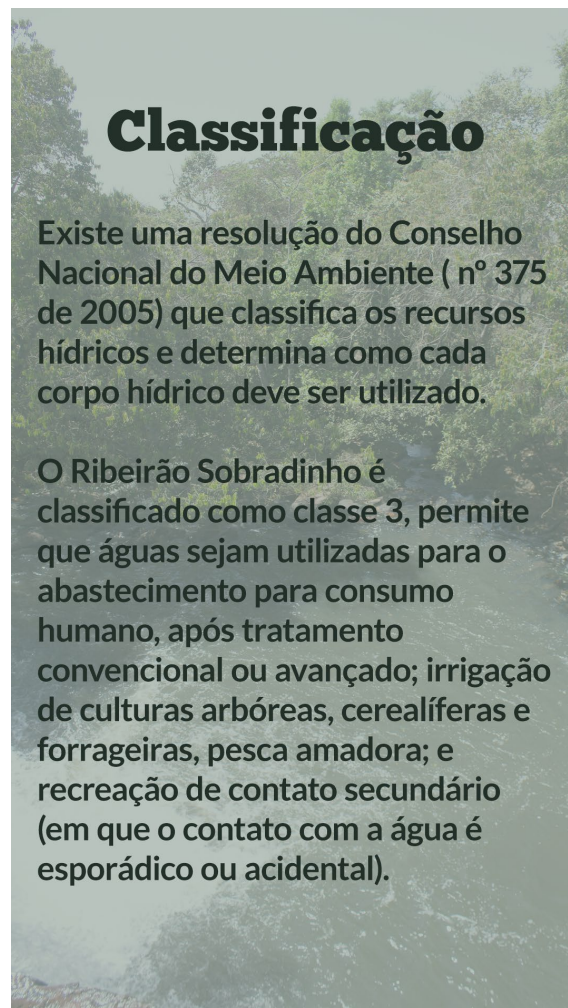 Classificação
Existe uma resolução do Conselho
Nacional do Meio Ambiente ( nº 375
de 2005) que classifica os recursos
hídricos e determina como cada
corpo hídrico deve ser utilizado.
O Ribeirão Sobradinho é
classificado como classe 3, permite
que águas sejam utilizadas para o
abastecimento para consumo
humano, após tratamento
convencional ou avançado; irrigação
de culturas arbóreas, cerealíferas e
forrageiras, pesca amadora; e
recreação de contato secundário
(em que o contato com a água é
esporádico ou acidental).